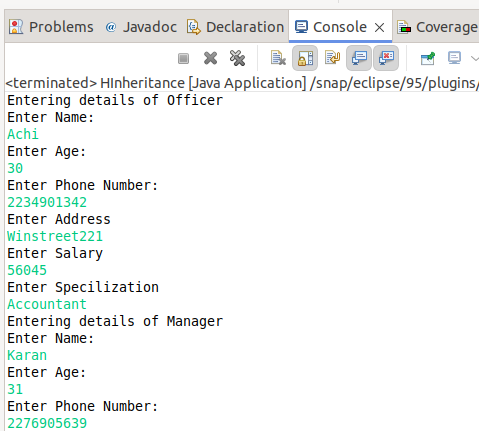 Problems @ Javadoc Declaration Console Coverage
<terminated> HInheritance [Java Application] /snap/eclipse/95/plugins/
Entering details of Officer
Enter Name:
Achi
Enter Age:
30
Enter Phone Number:
2234901342
Enter Address
Winstreet221
Enter Salary
56045
Enter Specilization
Accountant
Entering details of Manager
Enter Name:
Karan
Enter Age:
31
Enter Phone Number:
2276905639